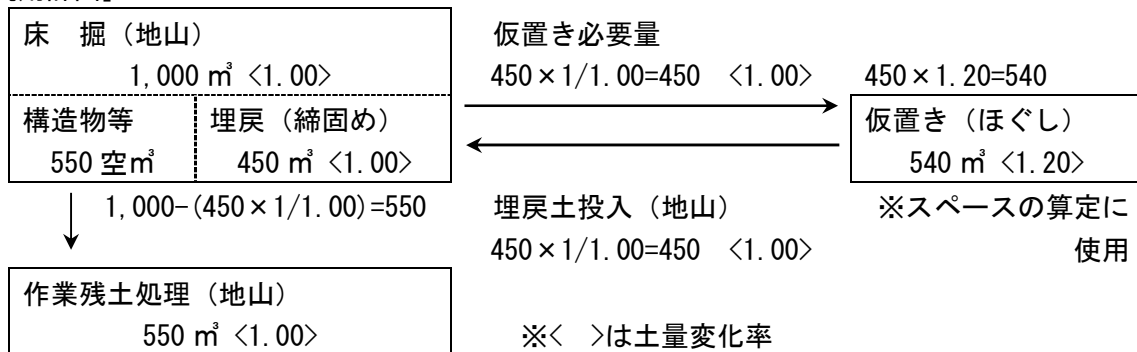 床　掘（地山）
1,000 ㎥ <1.00>
構造物等
550 空㎥
埋戻（締固め）
450 ㎥ <1.00>
1,000-(450×1/1.00)=550
作業残土処理（地山）
550 ㎥ <1.00>
仮置き必要量
450×1/1.00=450　<1.00>
450×1.20=540
仮置き（ほぐし）
540 ㎥ <1.20>
※スペースの算定に
使用
埋戻土投入（地山）
450×1/1.00=450　<1.00>
※<　>は土量変化率